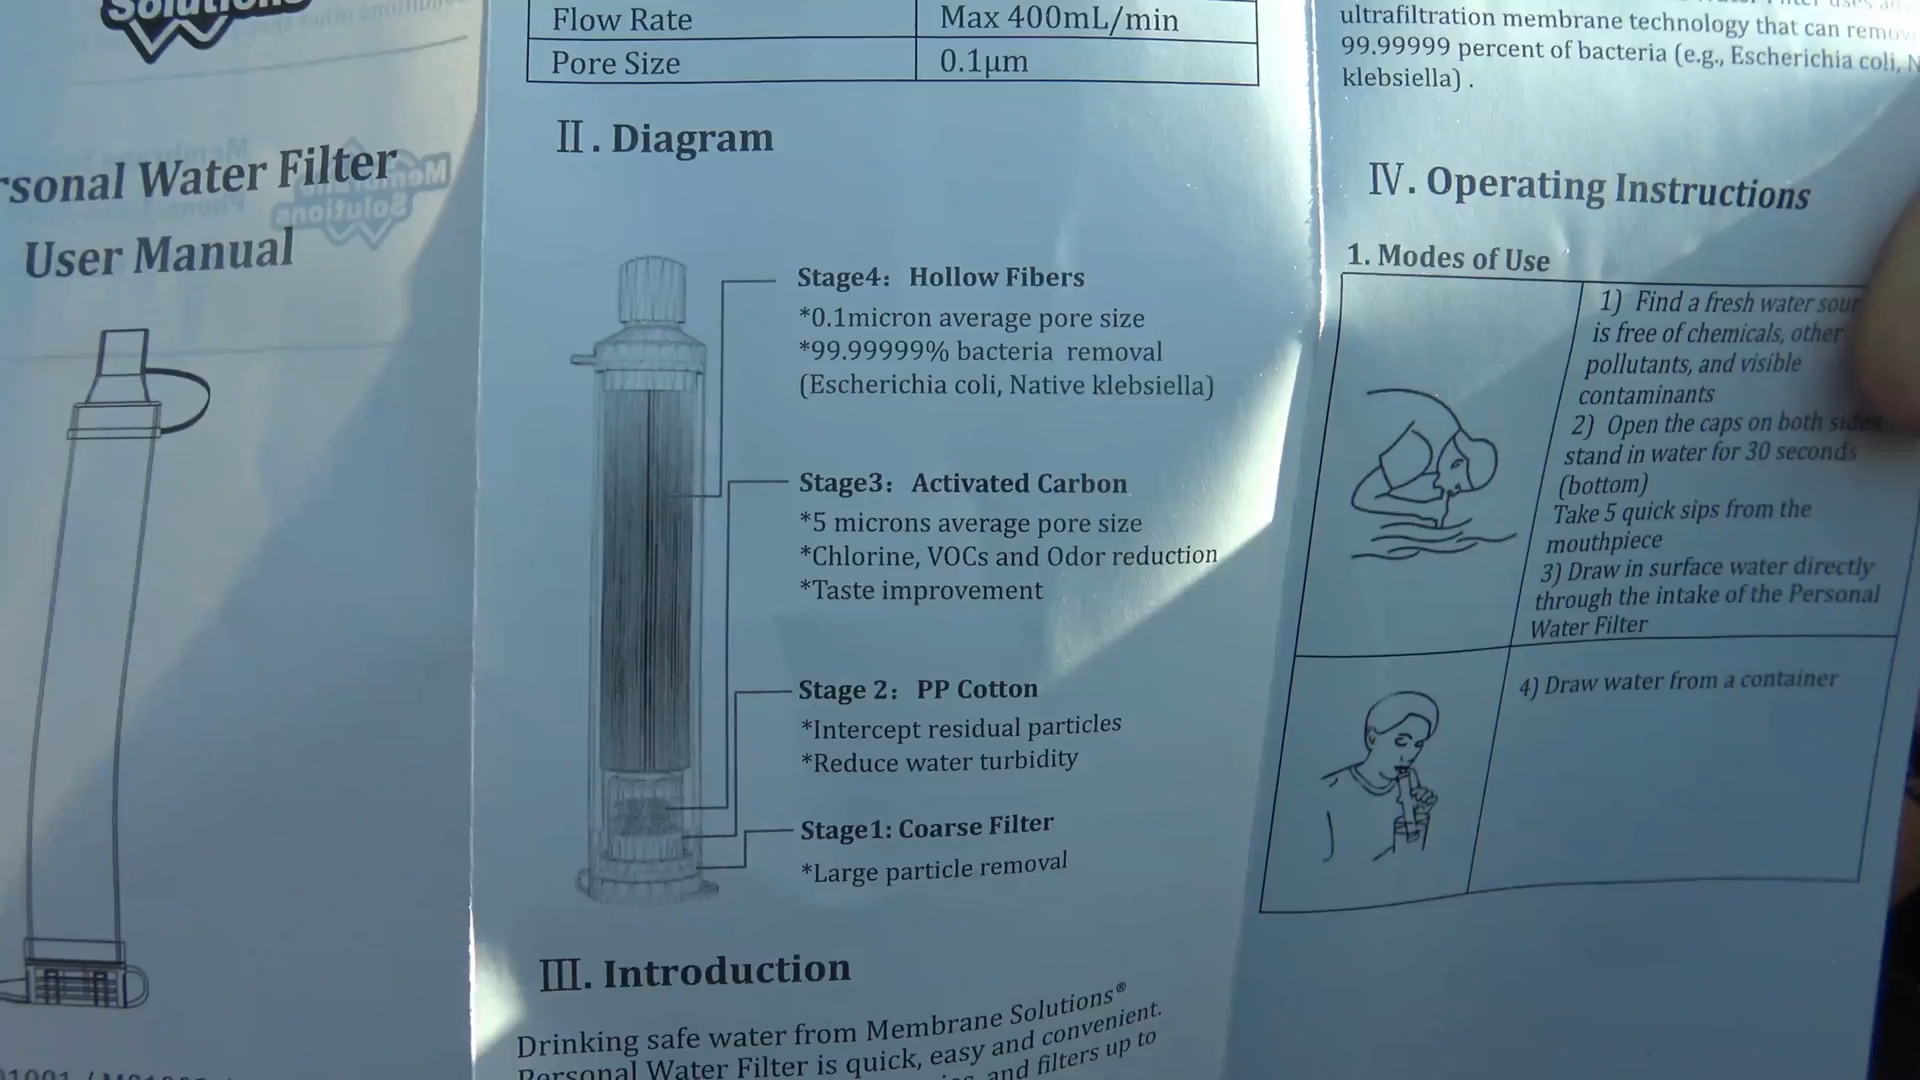 Solutions
Water Filter
User Manual
Flow Rate Max 400mL/min
Pore Size 0.1μm
II. Diagram
Stage4: Hollow Fibers
*0.1micron average pore size
*99.99999% bacteria removal
(Escherichia coli, Native klebsiella)
Stage3: Activated Carbon
*5 microns average pore size
*Chlorine, VOCs and Odor reduction
*Taste improvement
Stage 2: PP Cotton
*Intercept residual particles
*Reduce water turbidity
Stage1: Coarse Filter
*Large particle removal
III. Introduction
Drinking safe water from Membrane Solutions®
Personal Water Filter is quick, easy and convenient.
and filters up to
ultrafiltration membrane technology that can
99.99999 percent of bacteria (e.g., Escherichia coli,
klebsiella) .
IV. Operating Instructions
1. Modes of Use
1) Find a fresh water
is free of chemicals, other
pollutants, and visible
contaminants
2) Open the caps on both sides
stand in water for 30 seconds
(bottom)
Take 5 quick sips from the
mouthpiece
3) Draw in surface water directly
through the intake of the Personal
Water Filter
4) Draw water from a container